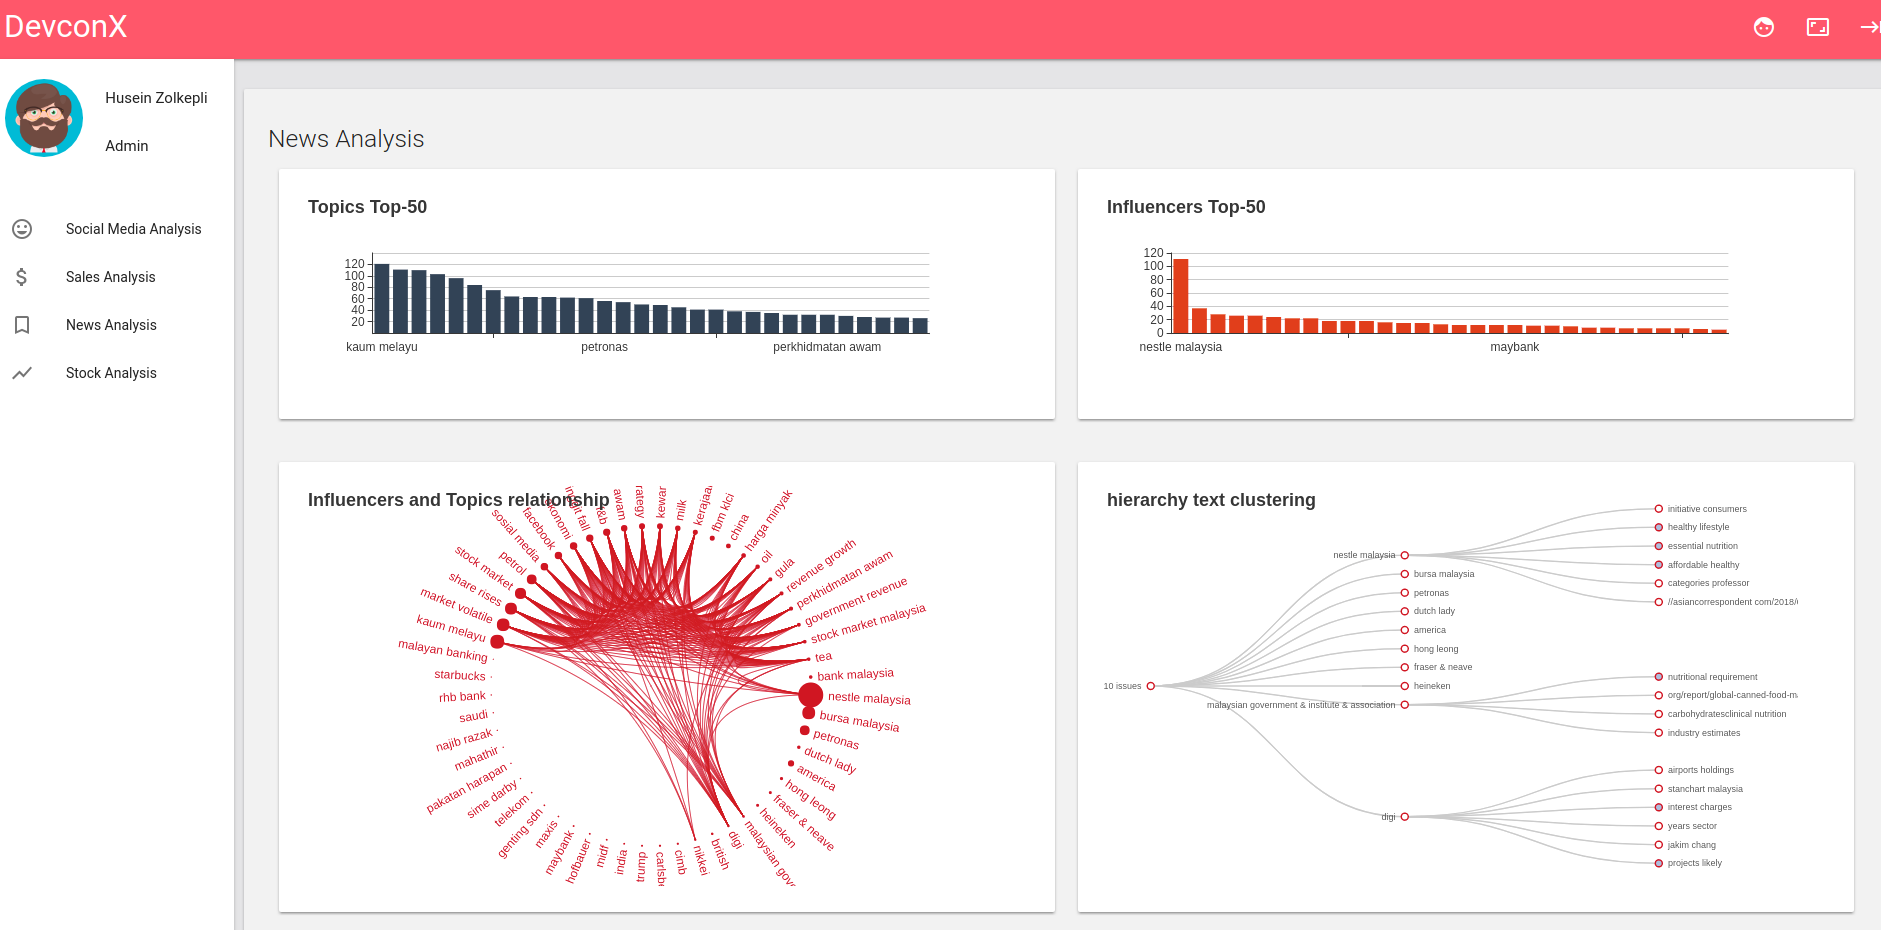 DevconX
Husein Zolkepli
Admin
Social Media Analysis
Sales Analysis
News Analysis
Stock Analysis
News Analysis
Topics Top-50
120
100
80
60
40
20
kaum melayu
petronas
perkhidmatan awam
Influencers Top-50
120
100
80
60
40
20
0
nestle malaysia
maybank
Influencers and Topics relationship
fall
f&b
awam
rategy
kewar
milk
kerajaa
fbm klci
china
harga minyak
oil
gula
revenue growth
perkhidmatan awam
government revenue
stock market malaysia
tea
bank malaysia
nestle malaysia
bursa malaysia
petronas
dutch lady
america
hong leong
fraser & neave
heineken
malaysian gove
digi
british
nikkei
cimb
carlsbe
trump
india
midf
hofbauer
maybank
maxis
genting sdn
telekom
sime darby
pakatan harapan
mahathir
najib razak
saudi
rhb bank
starbucks
malayan banking
kaum melayu
market volatile
share rises
stock market
petrol
sosial media
facebook
ekonomi
hierarchy text clustering
10 issues
nestle malaysia
bursa malaysia
petronas
dutch lady
america
hong leong
fraser & neave
heineken
malaysian government & institute & association
digi
initiative consumers
healthy lifestyle
essential nutrition
affordable healthy
categories professor
//asiancorrespondent com/2018/
nutritional requirement
org/report/global-canned-food-m
carbohydratesclinical nutrition
industry estimates
airports holdings
stanchart malaysia
interest charges
years sector
jakim chang
projects likely